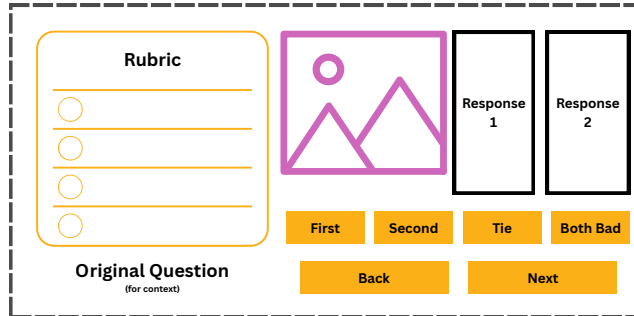 Rubric
Original Question
(for context)
Response
1
Response
2
First
Second
Tie
Both Bad
Back
Next